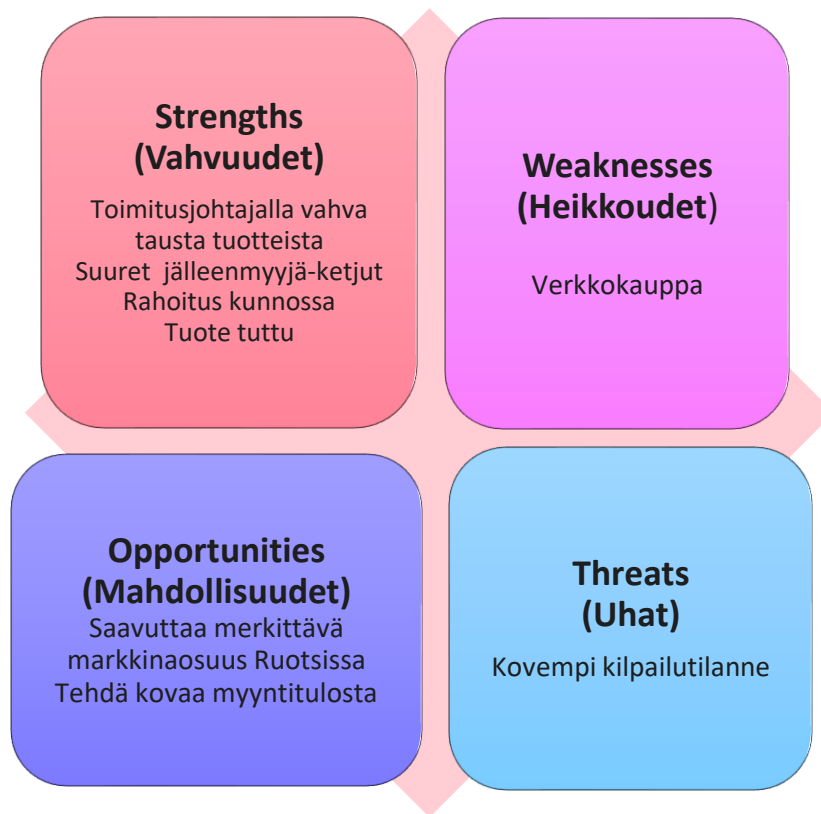 Strengths
(Vahvuudet)
Toimitusjohtajalla vahva
tausta tuotteista
Suuret jälleenmyyjä-ketjut
Rahoitus kunnossa
Tuote tuttu
Weaknesses
(Heikkoudet)
Verkkokauppa
Opportunities
(Mahdollisuudet)
Saavuttaa merkittävä
markkinaosuus Ruotsissa
Tehdä kovaa myyntitulosta
Threats
(Uhat)
Kovempi kilpailutilanne